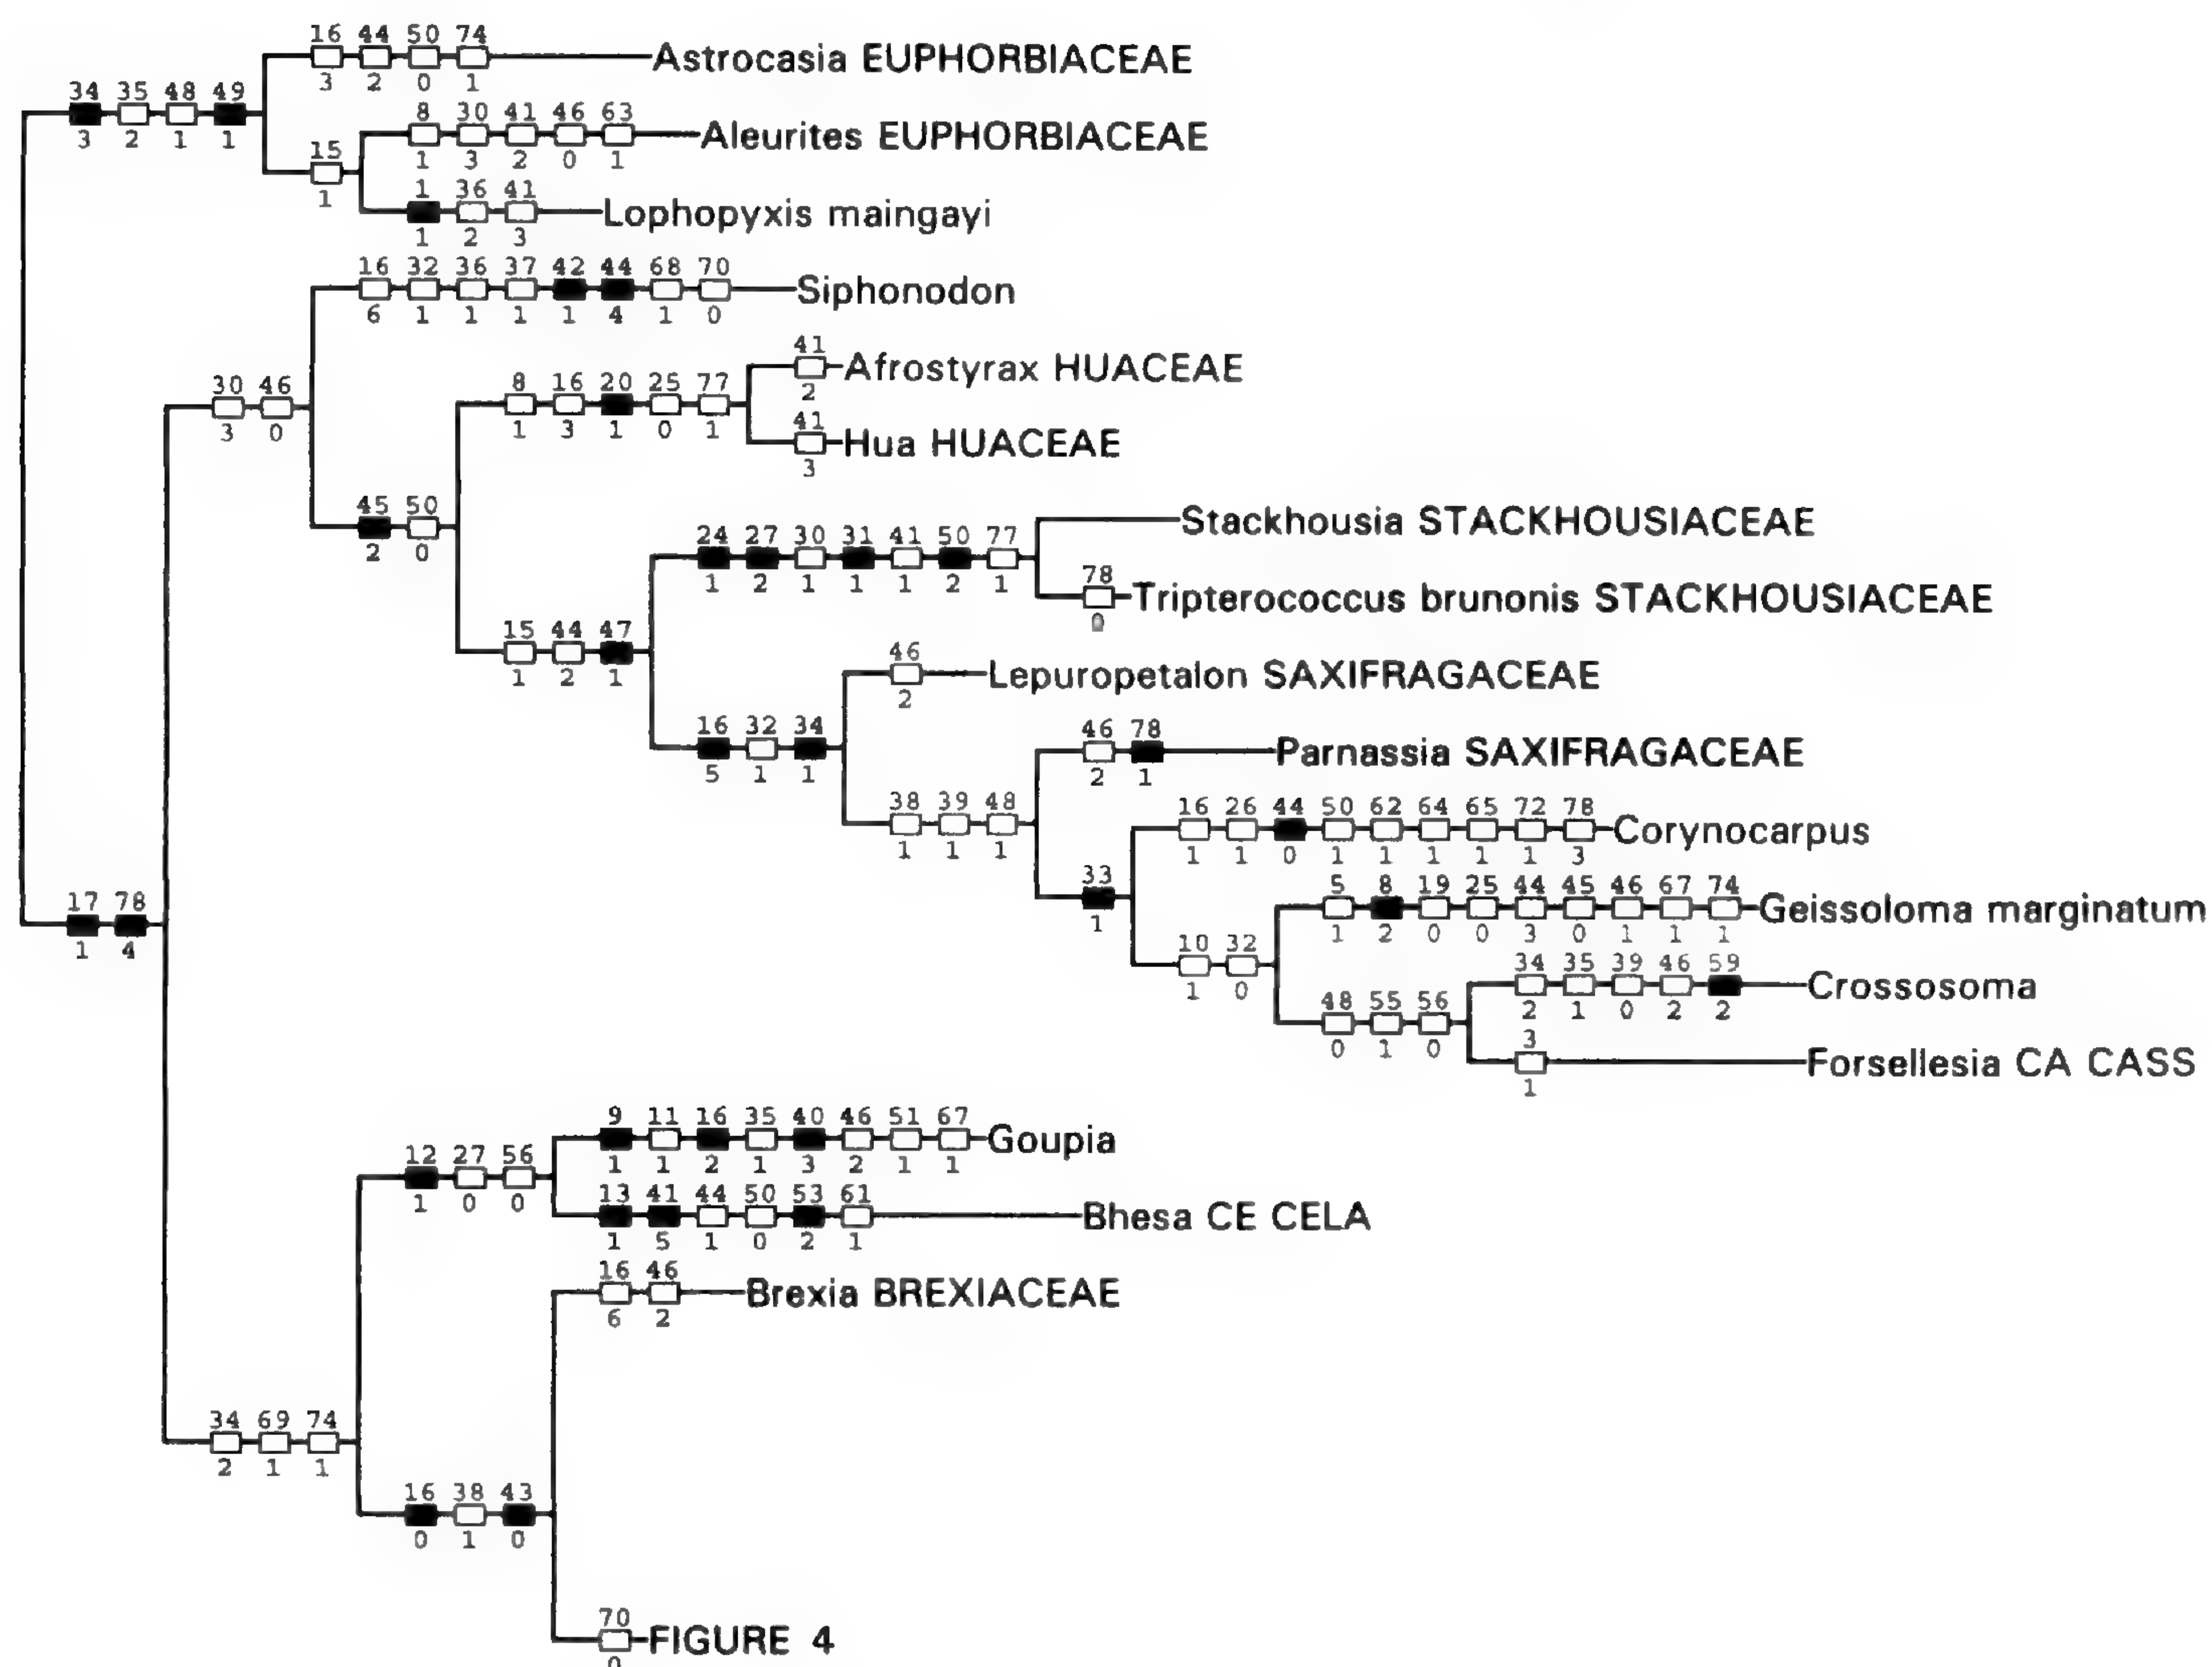 16 44 50 74
Astrocasia EUPHORBIACEAE
3 2 0 1
34 35 48 49
3 2 1 1
8 30 41 46 63
Aleurites EUPHORBIACEAE
1 3 2 0 1
15
1
1 36 41
Lophopyxis maingayi
1 2 3
16 32 36 37 42 44 68 70
Siphonodon
6 1 1 1 1 4 1 0
41
Afrostyrax HUACEAE
2
30 46
3 0
8 16 20 25 77
1 3 1 0 1
41
Hua HUACEAE
3
45 50
2 0
Stackhousia STACKHOUSIACEAE
24 27 30 31 41 50 77
1 2 1 1 1 2 1
78
Tripterococcus brunonis STACKHOUSIACEAE
0
15 44 47
1 2 1
46
Lepuropetalon SAXIFRAGACEAE
2
16 32 34
5 1 1
46 78
Parnassia SAXIFRAGACEAE
2 1
38 39 48
1 1 1
16 26 44 50 62 64 65 72 78
Corynocarpus
1 1 0 1 1 1 1 1 3
33
1
17 78
1 4
5 8 19 25 44 45 46 67 74
Geissoloma marginatum
1 2 0 0 3 0 1 1 1
10 32
1 0
34 35 39 46 59
Crossosoma
2 1 0 2 2
48 55 56
0 1 0
3
Forsellesia CA CASS
1
9 11 16 35 40 46 51 67
Goupia
1 1 2 1 3 2 1 1
12 27 56
1 0 0
13 41 44 50 53 61
Bhesa CE CELA
1 5 1 0 2 1
16 46
Brexia BREXIACEAE
6 2
34 69 74
2 1 1
16 38 43
0 1 0
70
FIGURE 4
0